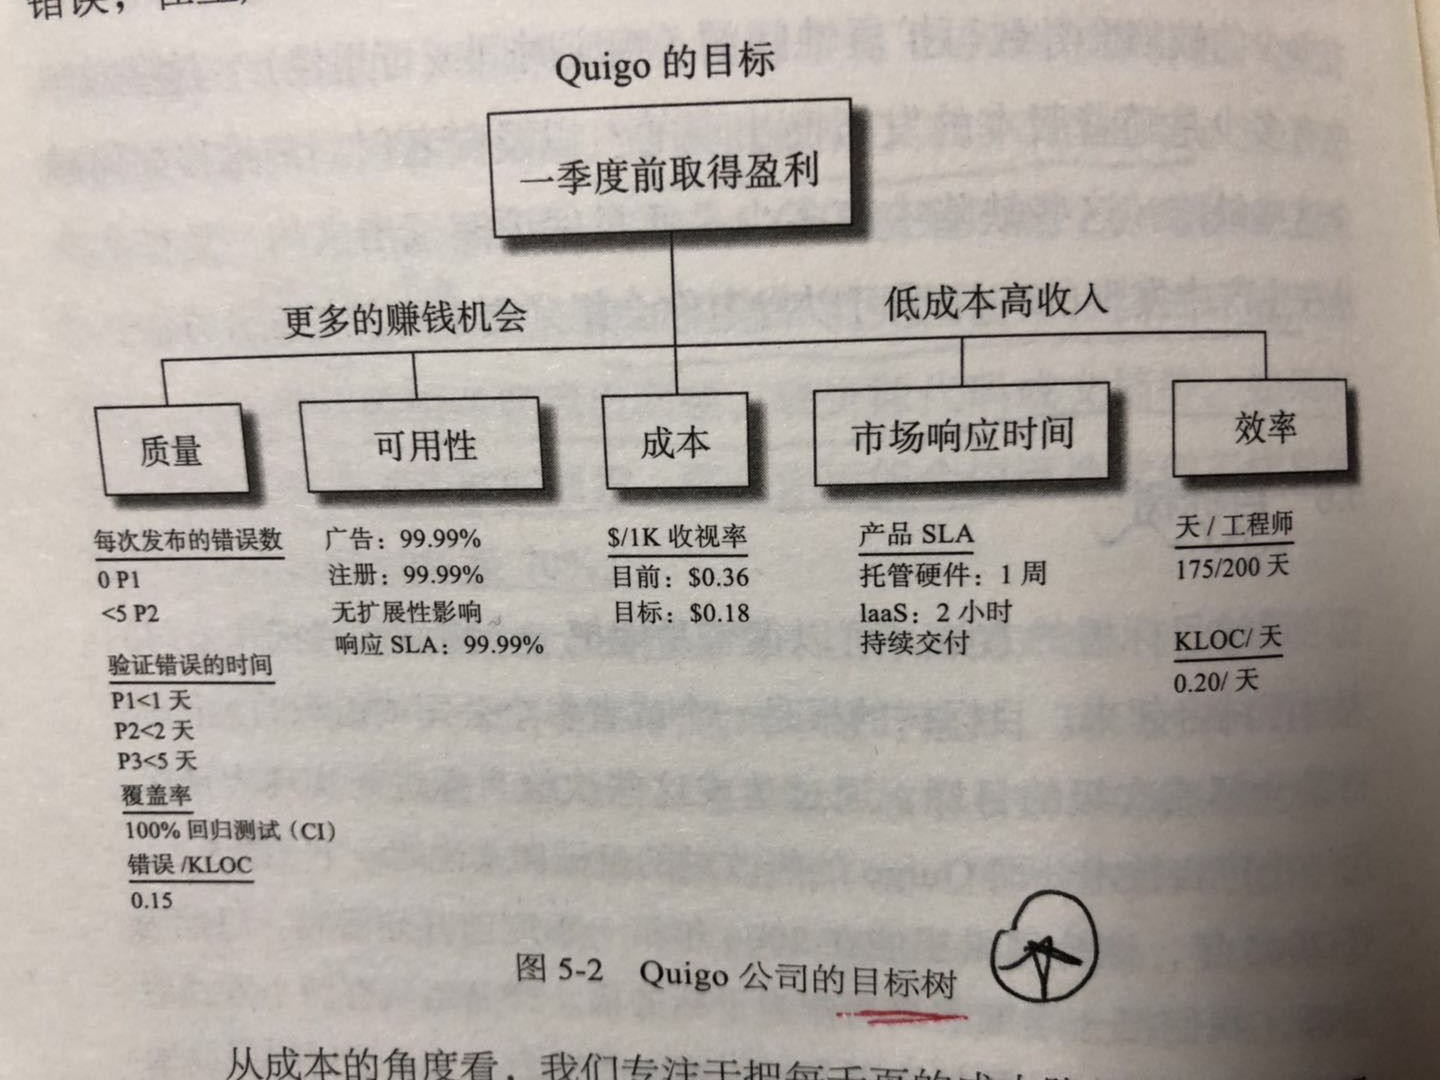 Quigo 的目标
一季度前取得盈利
更多的赚钱机会
低成本高收入
质量
可用性
成本
市场响应时间
效率
每次发布的错误数
0 P1
<5 P2
验证错误的时间
P1<1 天
P2<2 天
P3<5 天
覆盖率
100% 回归测试（CI）
错误 /KLOC
0.15
广告：99.99%
注册：99.99%
无扩展性影响
响应 SLA：99.99%
$/1K 收视率
目前：$0.36
目标：$0.18
产品 SLA
托管硬件：1 周
laaS：2 小时
持续交付
天 / 工程师
175/200 天
KLOC/ 天
0.20/ 天
图 5-2 Quigo 公司的目标树
从成本的角度看，我们专注于把每千页的成本